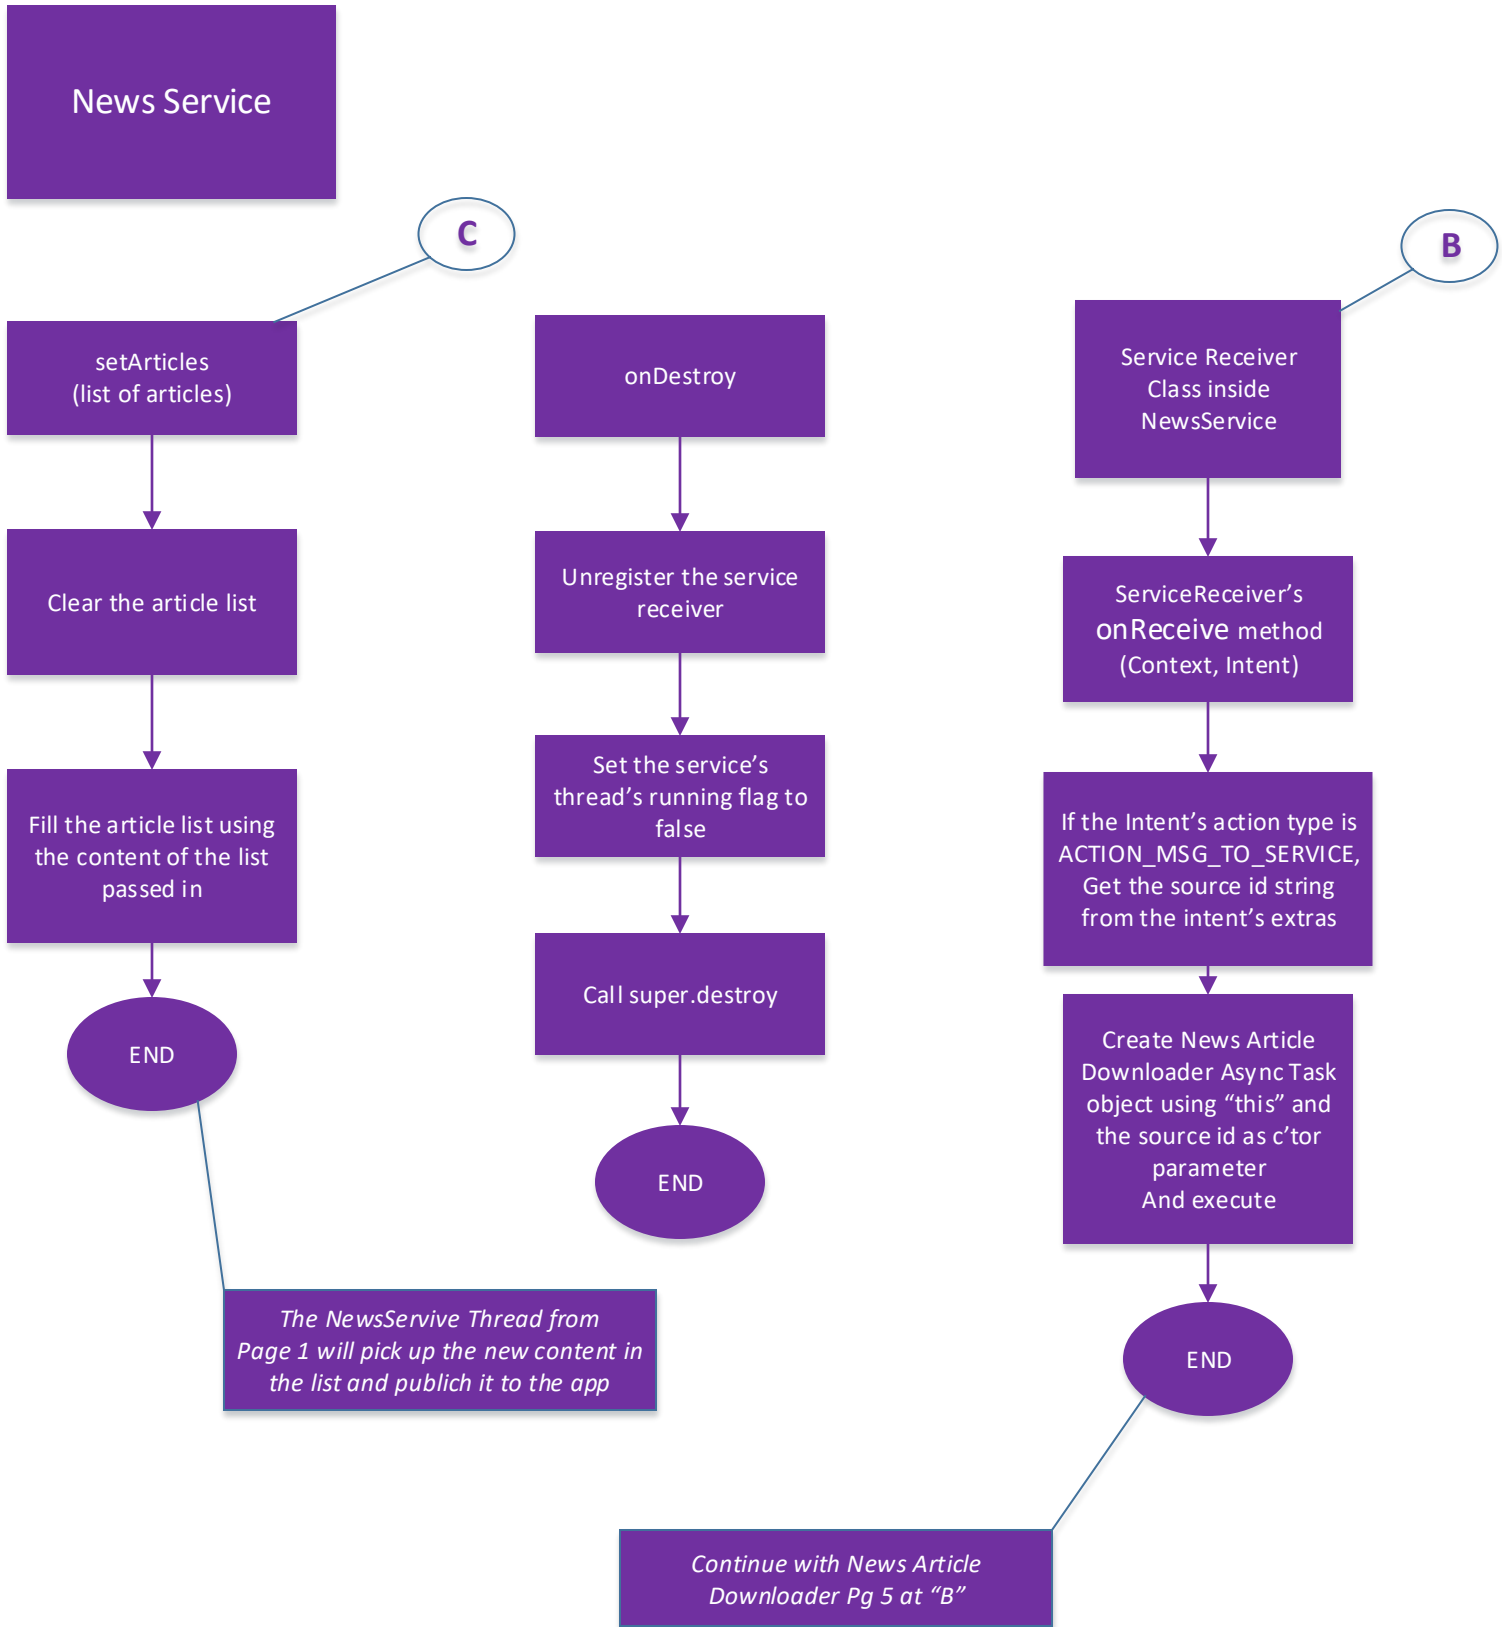 News Service
C
setArticles
(list of articles)
Clear the article list
Fill the article list using
the content of the list
passed in
END
The NewsServive Thread from
Page 1 will pick up the new content in
the list and publich it to the app
onDestroy
Unregister the service
receiver
Set the service’s
thread’s running flag to
false
Call super.destroy
END
B
Service Receiver
Class inside
NewsService
ServiceReceiver’s
onReceive method
(Context, Intent)
If the Intent’s action type is
ACTION_MSG_TO_SERVICE,
Get the source id string
from the intent’s extras
Create News Article
Downloader Async Task
object using “this” and
the source id as c’tor
parameter
And execute
END
Continue with News Article
Downloader Pg 5 at “B”